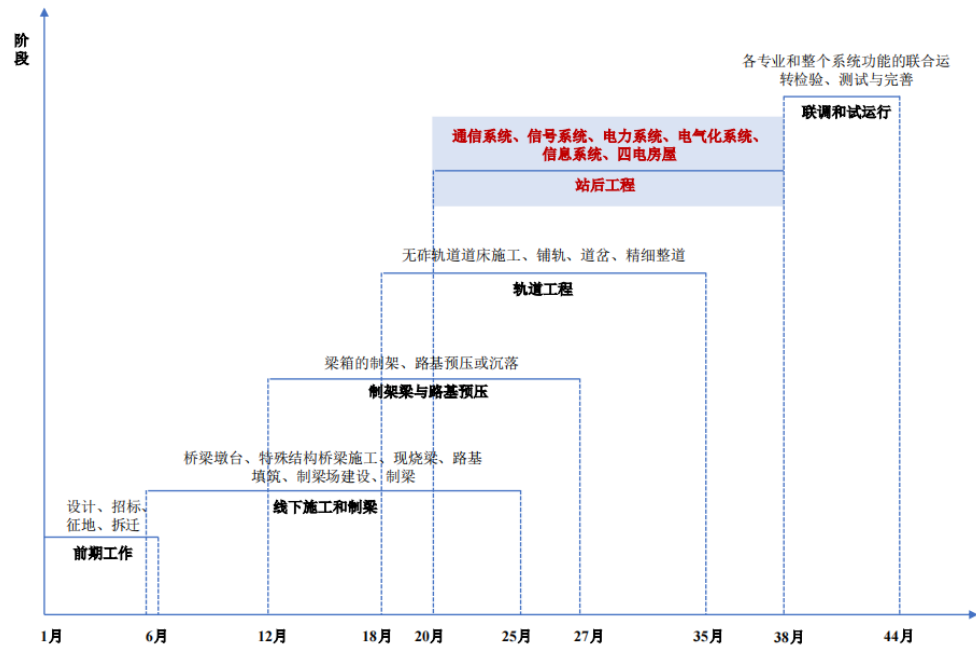 阶
段
各专业和整个系统功能的联合运
转检验、测试与完善
联调和试运行
通信系统、信号系统、电力系统、电气化系统、
信息系统、四电房屋
站后工程
无砟轨道道床施工、铺轨、道岔、精细整道
轨道工程
梁箱的制架、路基预压或沉落
制架梁与路基预压
桥梁墩台、特殊结构桥梁施工、现烧梁、路基
填筑、制梁场建设、制梁
线下施工和制梁
设计、招标、
征地、拆迁
前期工作
1月 6月 12月 18月 20月 25月 27月 35月 38月 44月